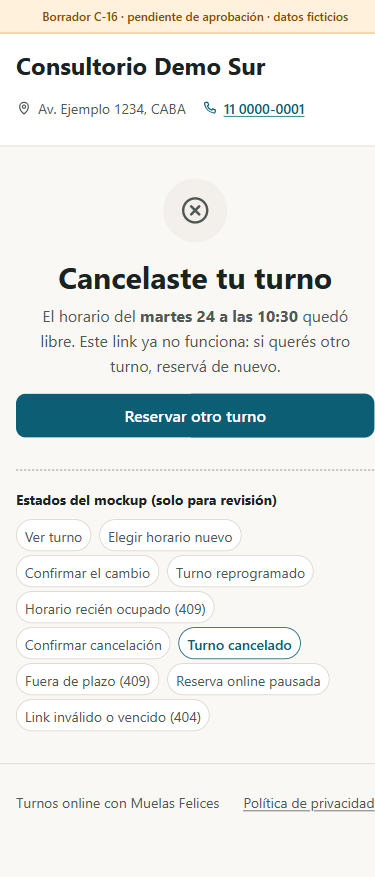 Borrador C-16 · pendiente de aprobación · datos ficticios
Consultorio Demo Sur
Av. Ejemplo 1234, CABA 11 0000-0001
Cancelaste tu turno
El horario del martes 24 a las 10:30 quedó
libre. Este link ya no funciona: si querés otro
turno, reservá de nuevo.
Reservar otro turno
Estados del mockup (solo para revisión)
Ver turno Elegir horario nuevo
Confirmar el cambio Turno reprogramado
Horario recién ocupado (409)
Confirmar cancelación Turno cancelado
Fuera de plazo (409) Reserva online pausada
Link inválido o vencido (404)
Turnos online con Muelas Felices Política de privacidad